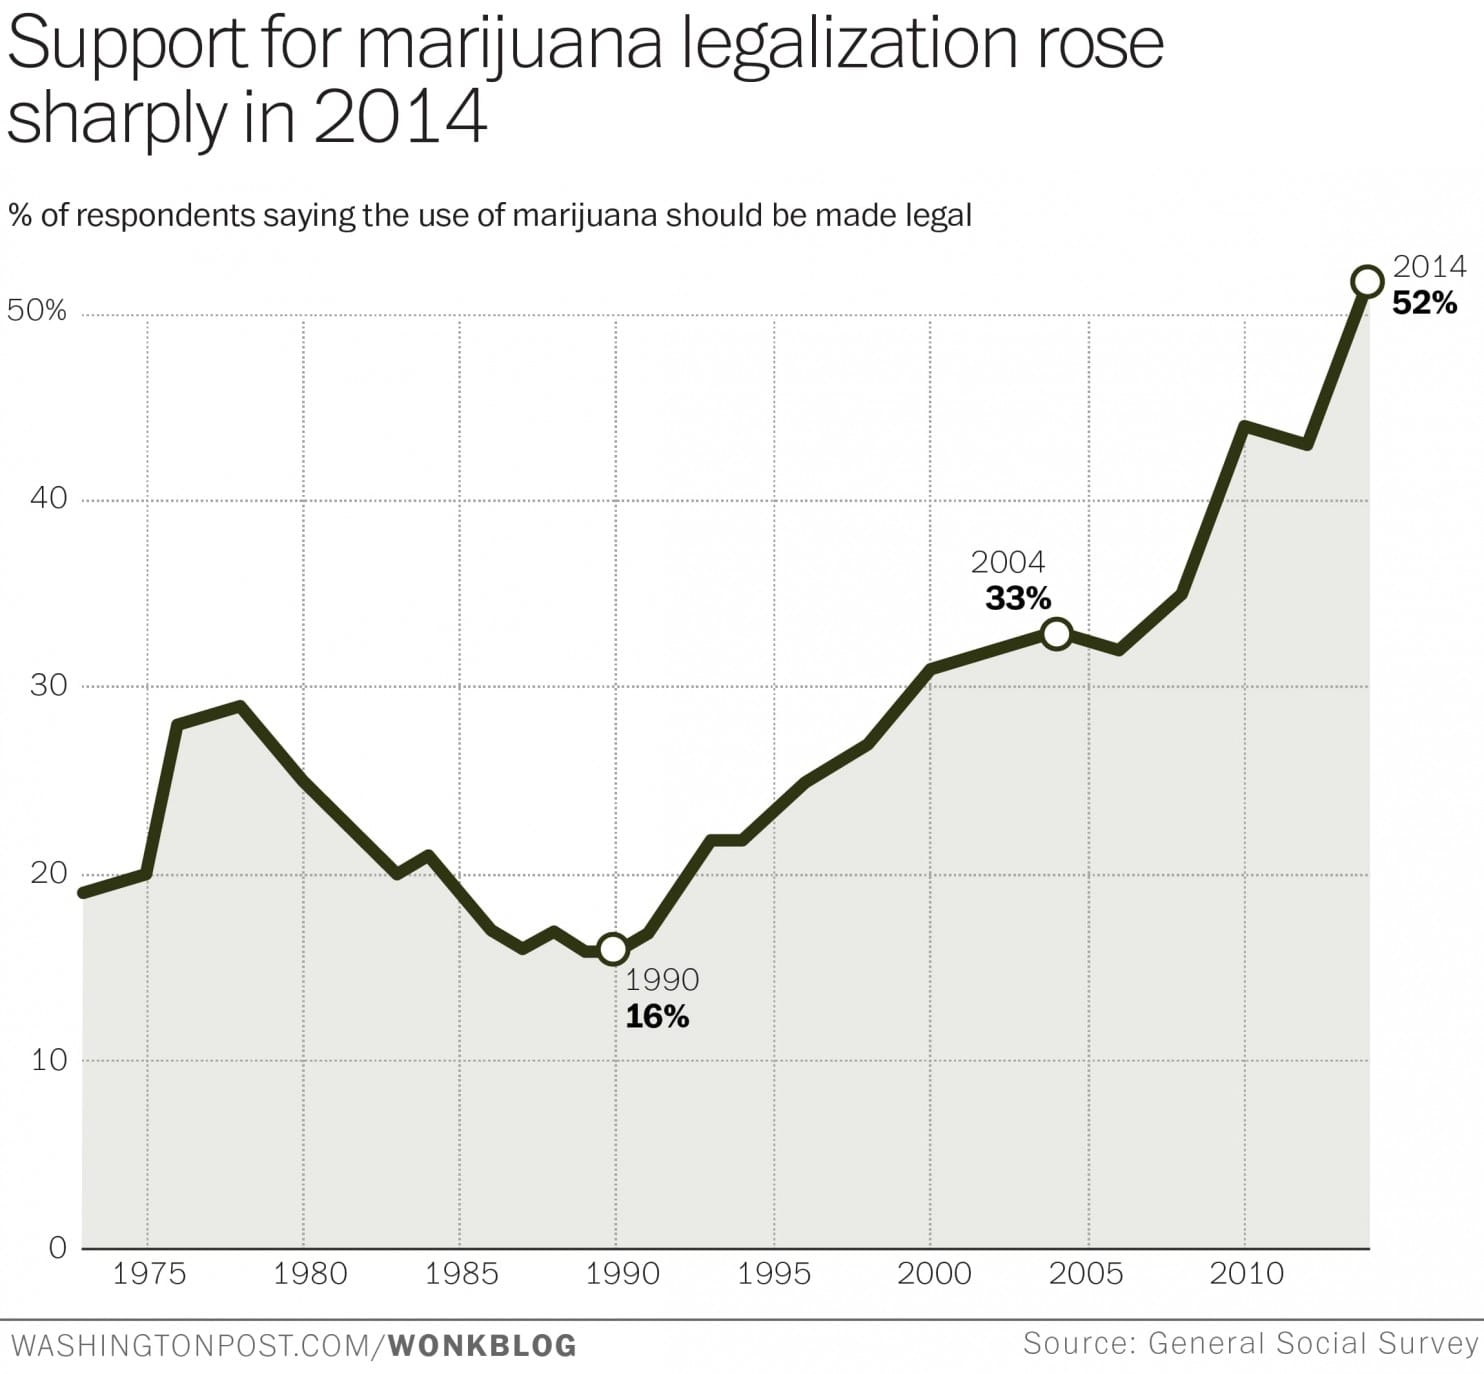 Support for marijuana legalization rose
sharply in 2014
% of respondents saying the use of marijuana should be made legal
2014
52%
50%
40
2004
33%
30
20
1990
16%
10
0
1975 1980 1985 1990 1995 2000 2005 2010
WASHINGTONPOST.COM/WONKBLOG Source: General Social Survey